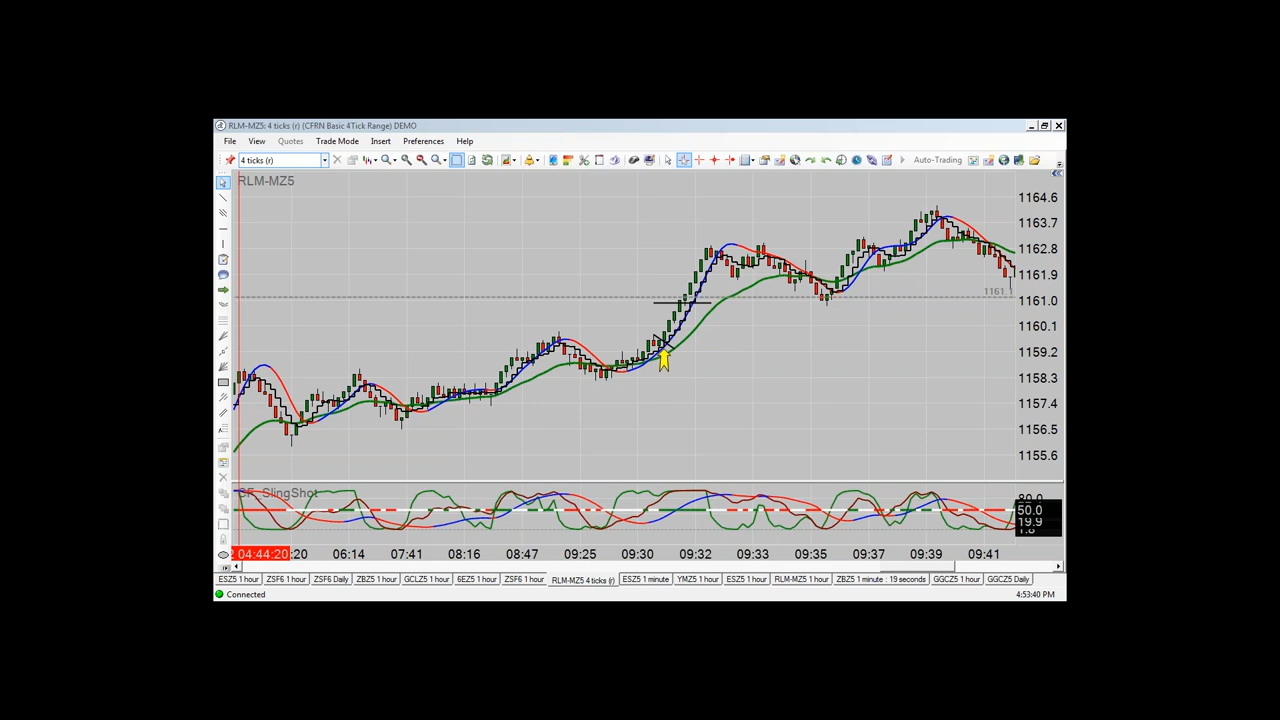 RLM-MZ5: 4 ticks (r) (CFRN Basic 4Tick Range) DEMO
File View Quotes Trade Mode Insert Preferences Help
4 ticks (r)
Auto-Trading
RLM-MZ5
1164.6
1163.7
1162.8
1161.9
1161.1
1161.0
1160.1
1159.2
1158.3
1157.4
1156.5
1155.6
CF_SlingShot
80.0
50.0
19.9
04:44:20 :20 06:14 07:41 08:16 08:47 09:25 09:30 09:32 09:33 09:35 09:37 09:39 09:41
ESZ5 1 hour ZSF6 1 hour ZSF6 Daily ZBZ5 1 hour GCLZ5 1 hour 6EZ5 1 hour ZSF6 1 hour RLM-MZ5 4 ticks (r) ESZ5 1 minute YMZ5 1 hour ESZ5 1 hour RLM-MZ5 1 hour ZBZ5 1 minute : 19 seconds GGCZ5 1 hour GGCZ5 Daily
Connected 4:53:40 PM